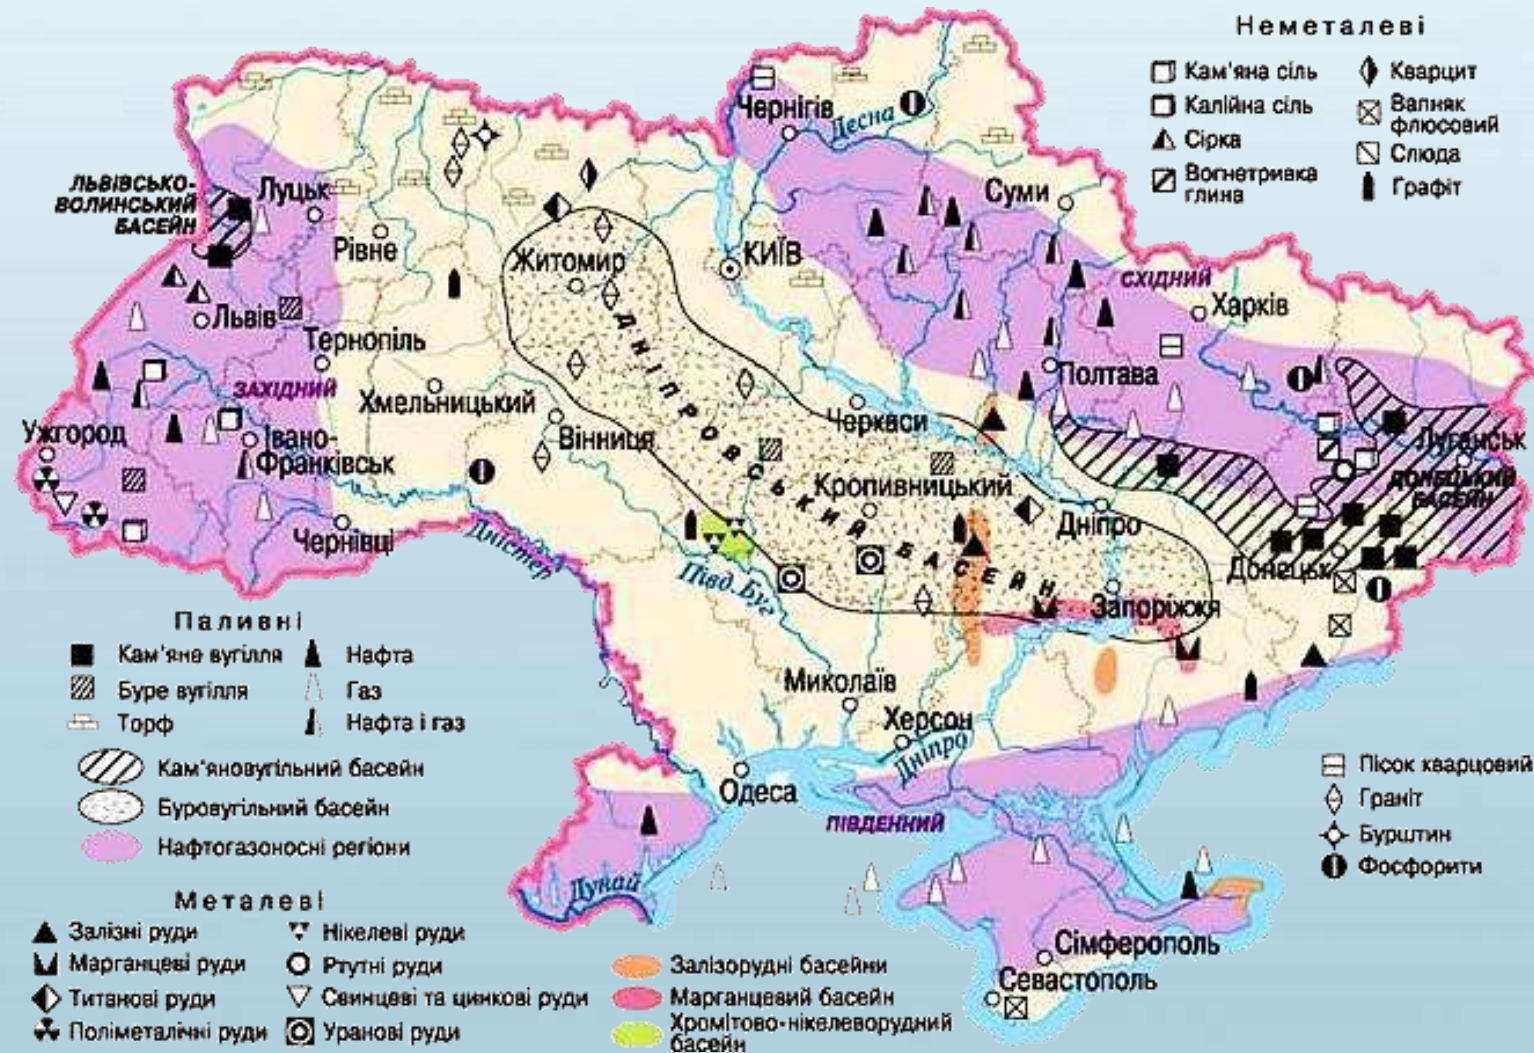 Неметалеві
Кам'яна сіль
Калійна сіль
Сірка
Вогнетривка
глина
Кварцит
Вапняк
флюсовий
Слюда
Графіт
Чернігів
Десна
ЛЬВІВСЬКО-
ВОЛИНСЬКИЙ
БАСЕЙН
Луцьк
Рівне
Суми
Житомир
КИЇВ
СХІДНИЙ
Харків
Львів
Тернопіль
ЗАХІДНИЙ
Хмельницький
Полтава
Ужгород
Івано-
Франківськ
Вінниця
Черкаси
Луганськ
ДОНЕЦЬКИЙ
БАСЕЙН
ДНІПРОВСЬКИЙ БАСЕЙН
Кропивницький
Дніпро
Чернівці
Дністер
Півд. Буг
Донецьк
Запоріжжя
Миколаїв
Херсон
Дніпро
Одеса
ПІВДЕННИЙ
Дунай
Сімферополь
Севастополь
Паливні
Кам'яне вугілля
Буре вугілля
Торф
Нафта
Газ
Нафта і газ
Кам'яновугільний басейн
Буровугільний басейн
Нафтогазоносні регіони
Металеві
Залізні руди
Марганцеві руди
Титанові руди
Поліметалічні руди
Нікелеві руди
Ртутні руди
Свинцеві та цинкові руди
Уранові руди
Залізорудні басейни
Марганцевий басейн
Хромітово-нікелеворудний
басейн
Пісок кварцовий
Граніт
Бурштин
Фосфорити